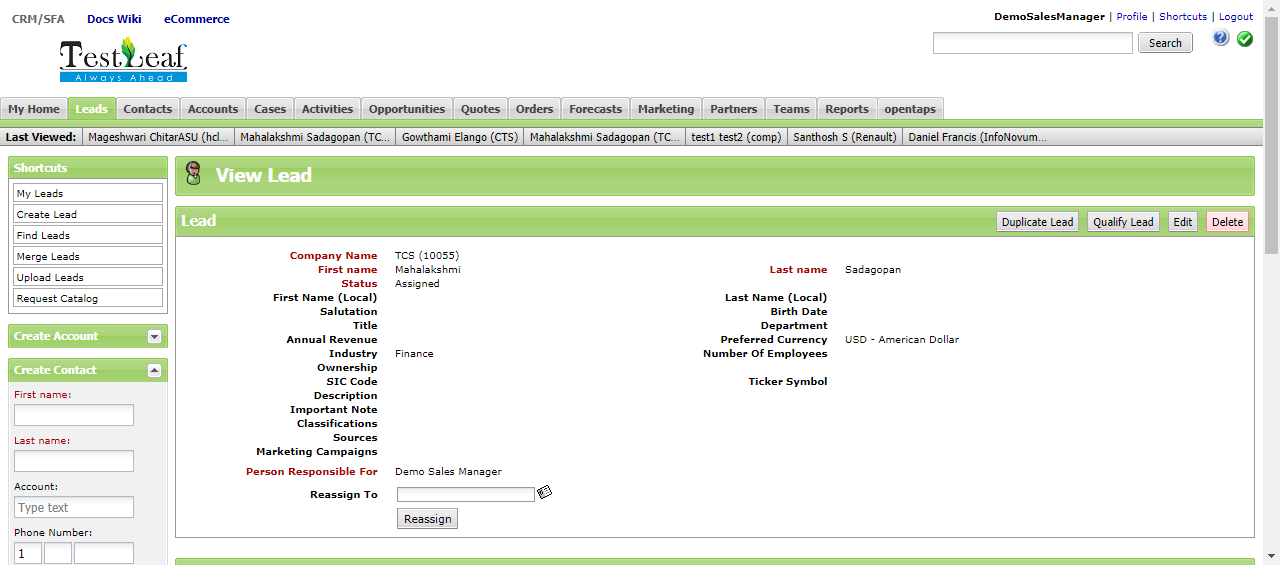 CRM/SFA Docs Wiki eCommerce
DemoSalesManager | Profile | Shortcuts | Logout
Search
TestLeaf
Always Ahead
My Home Leads Contacts Accounts Cases Activities Opportunities Quotes Orders Forecasts Marketing Partners Teams Reports opentaps
Last Viewed: Mageshwari ChitarASU (hcl... Mahalakshmi Sadagopan (TC... Gowthami Elango (CTS) Mahalakshmi Sadagopan (TC... test1 test2 (comp) Santhosh S (Renault) Daniel Francis (InfoNovum...
Shortcuts
My Leads
Create Lead
Find Leads
Merge Leads
Upload Leads
Request Catalog
Create Account
Create Contact
First name:
Last name:
Account:
Type text
Phone Number:
1
View Lead
Lead Duplicate Lead Qualify Lead Edit Delete
Company Name TCS (10055)
First name Mahalakshmi Last name Sadagopan
Status Assigned
First Name (Local) Last Name (Local)
Salutation Birth Date
Title Department
Annual Revenue Preferred Currency USD - American Dollar
Industry Finance Number Of Employees
Ownership
SIC Code Ticker Symbol
Description
Important Note
Classifications
Sources
Marketing Campaigns
Person Responsible For Demo Sales Manager
Reassign To
Reassign